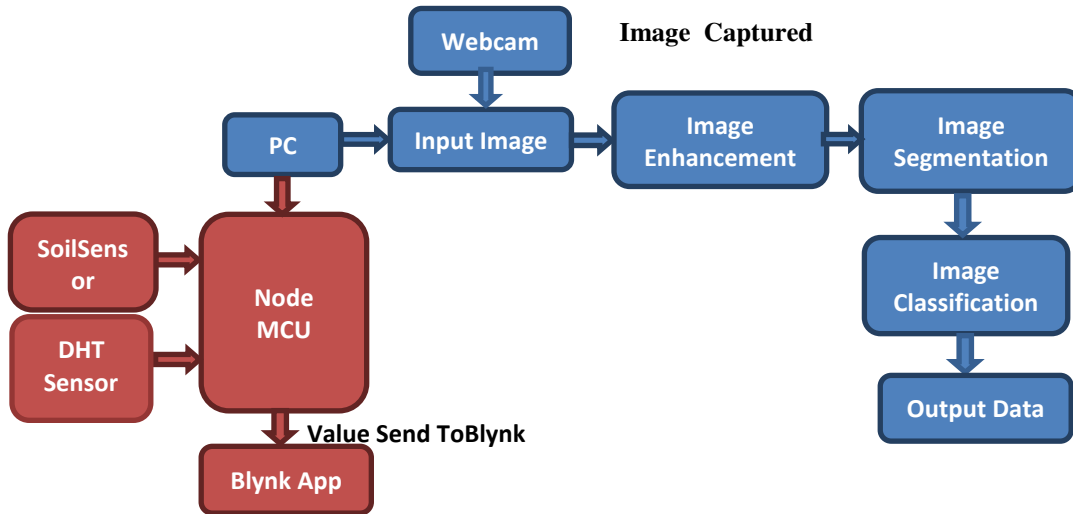 Webcam
Image Captured
PC
Input Image
Image
Enhancement
Image
Segmentation
SoilSens
or
Node
MCU
DHT
Sensor
Image
Classification
Output Data
Value Send ToBlynk
Blynk App